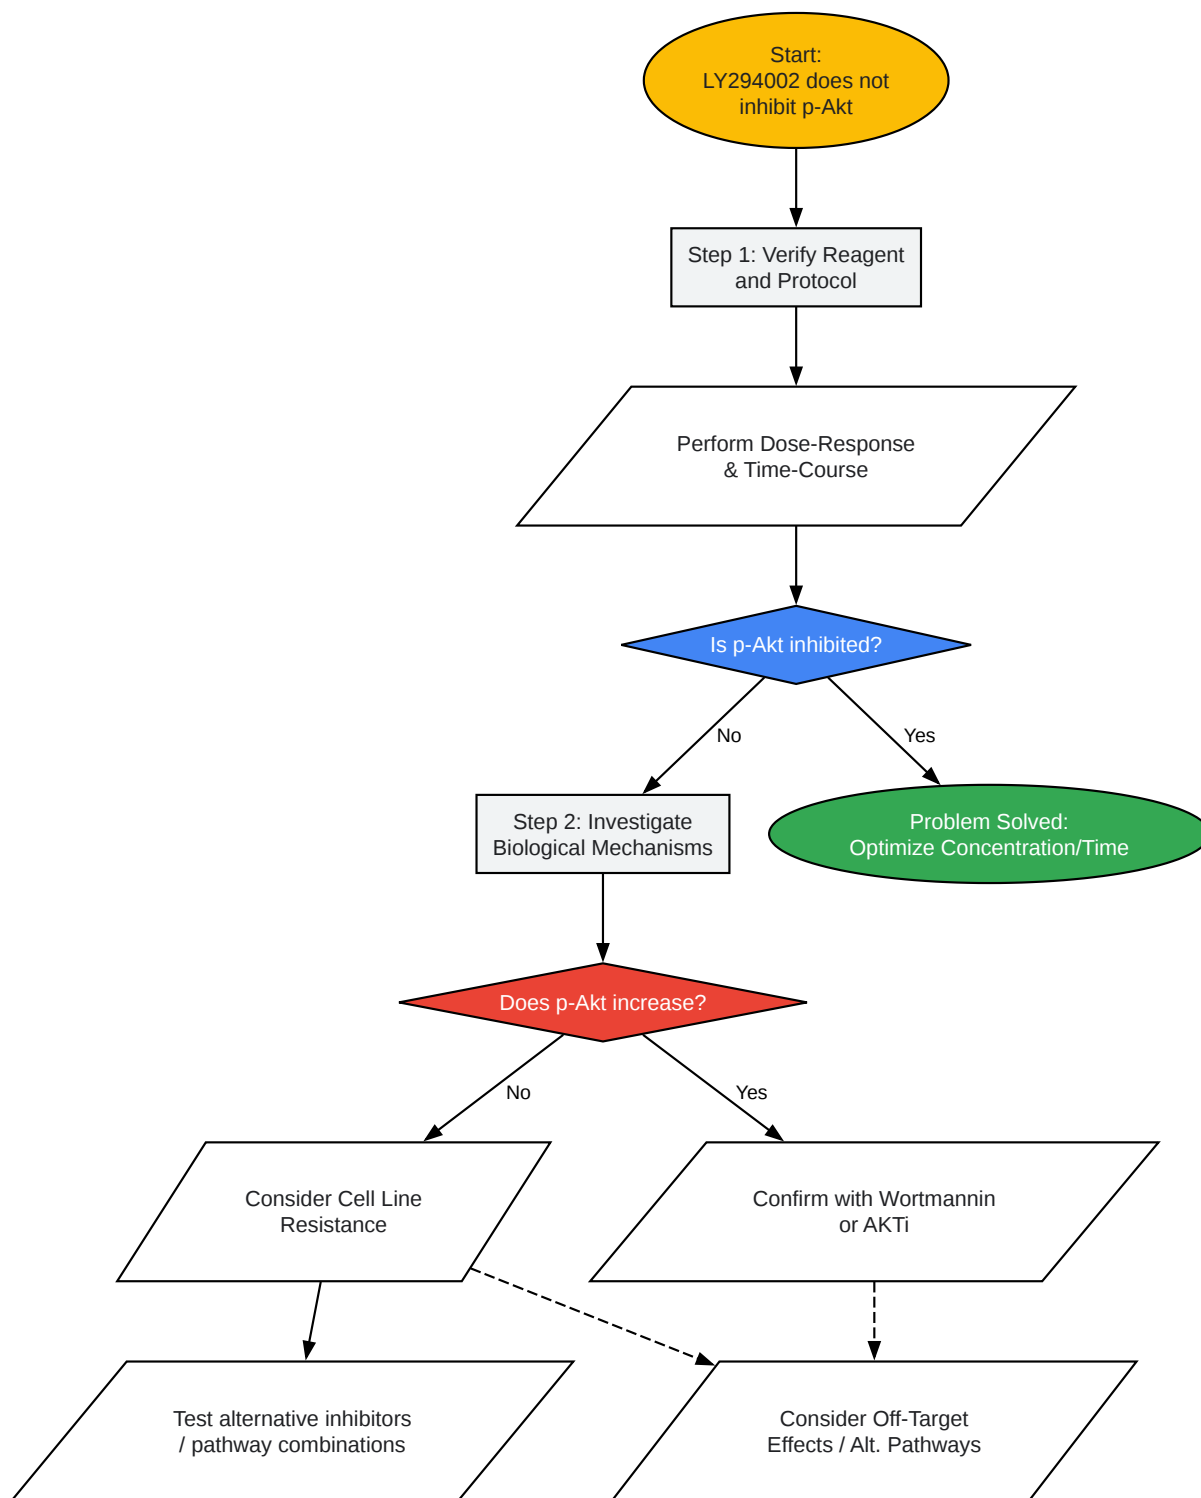 Start:
LY294002 does not
inhibit p-Akt
Step 1: Verify Reagent
and Protocol
Perform Dose-Response
& Time-Course
Is p-Akt inhibited?
No
Yes
Step 2: Investigate
Biological Mechanisms
Problem Solved:
Optimize Concentration/Time
Does p-Akt increase?
No
Yes
Consider Cell Line
Resistance
Confirm with Wortmannin
or AKTi
Test alternative inhibitors
/ pathway combinations
Consider Off-Target
Effects / Alt. Pathways